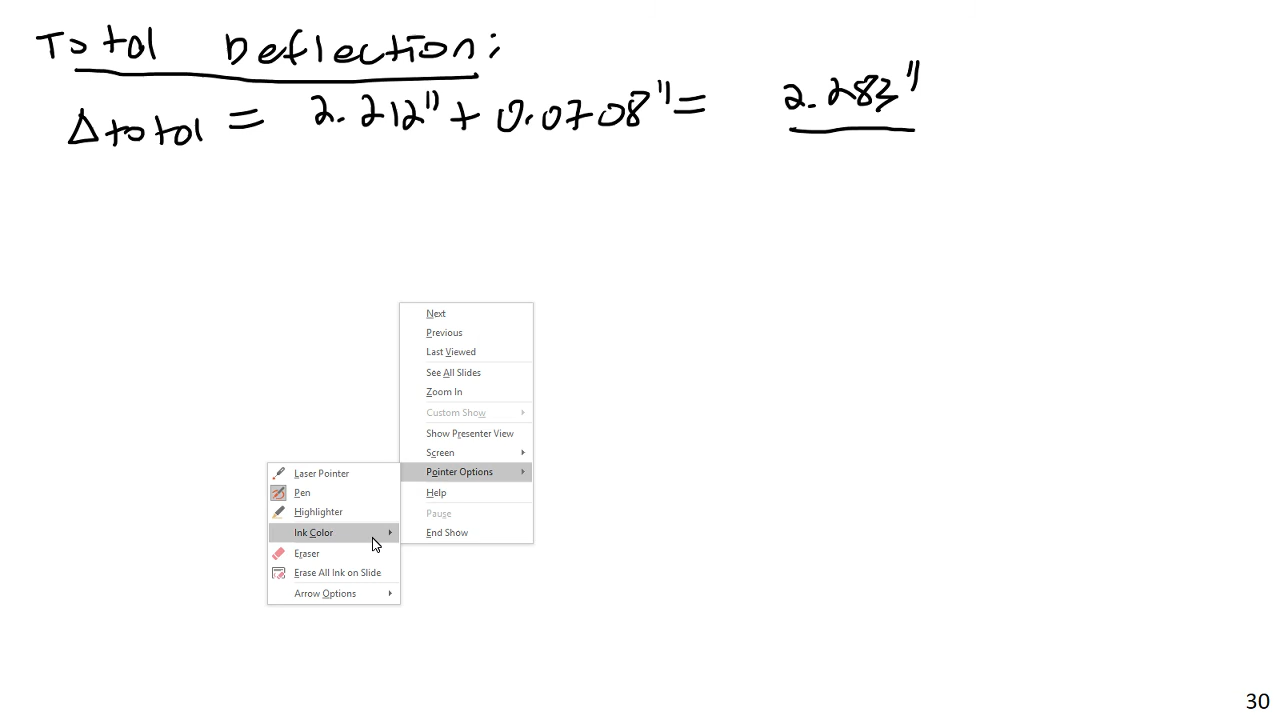 Total Deflection:
Δtotal = 2.212" + 0.0708" = 2.283"
Next
Previous
Last Viewed
See All Slides
Zoom In
Custom Show
Show Presenter View
Screen
Pointer Options
Help
Pause
End Show
Laser Pointer
Pen
Highlighter
Ink Color
Eraser
Erase All Ink on Slide
Arrow Options
30